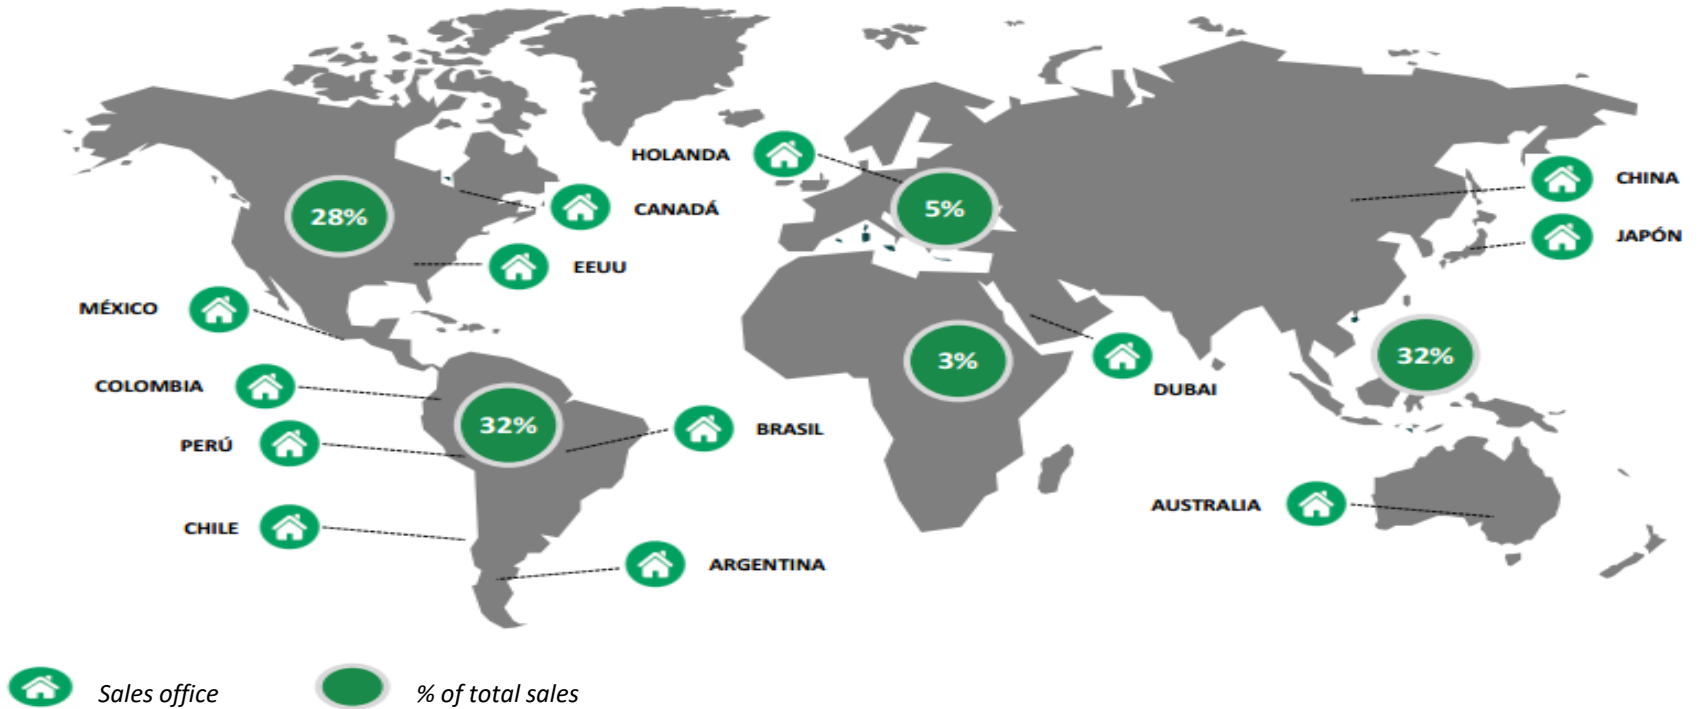 HOLANDA
CHINA
28%
CANADÁ
5%
JAPÓN
EEUU
MÉXICO
3%
32%
COLOMBIA
DUBAI
32%
BRASIL
PERÚ
AUSTRALIA
CHILE
ARGENTINA
Sales office
% of total sales